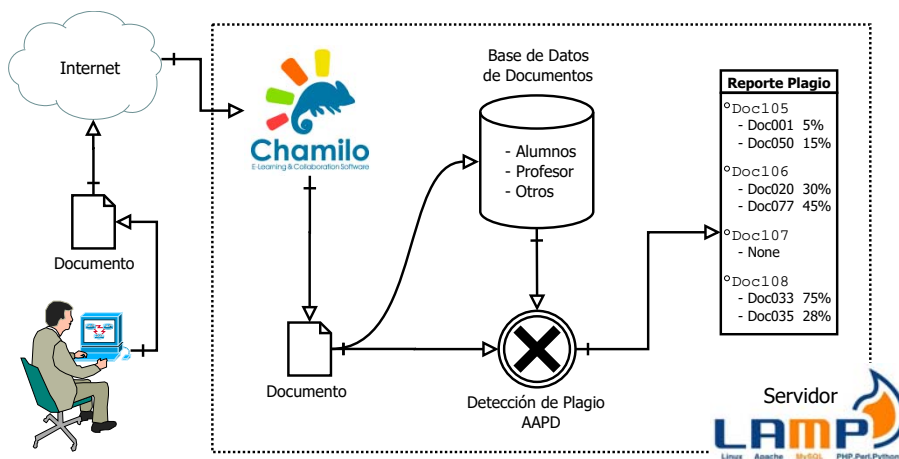 Internet
Documento
Chamilo
E-Learning & Collaboration Software
Documento
Base de Datos
de Documentos
- Alumnos
- Profesor
- Otros
Detección de Plagio
AAPD
Reporte Plagio
°Doc105
- Doc001 5%
- Doc050 15%
°Doc106
- Doc020 30%
- Doc077 45%
°Doc107
- None
°Doc108
- Doc033 75%
- Doc035 28%
Servidor
LAMP
Linux Apache MySQL PHP.Perl.Python